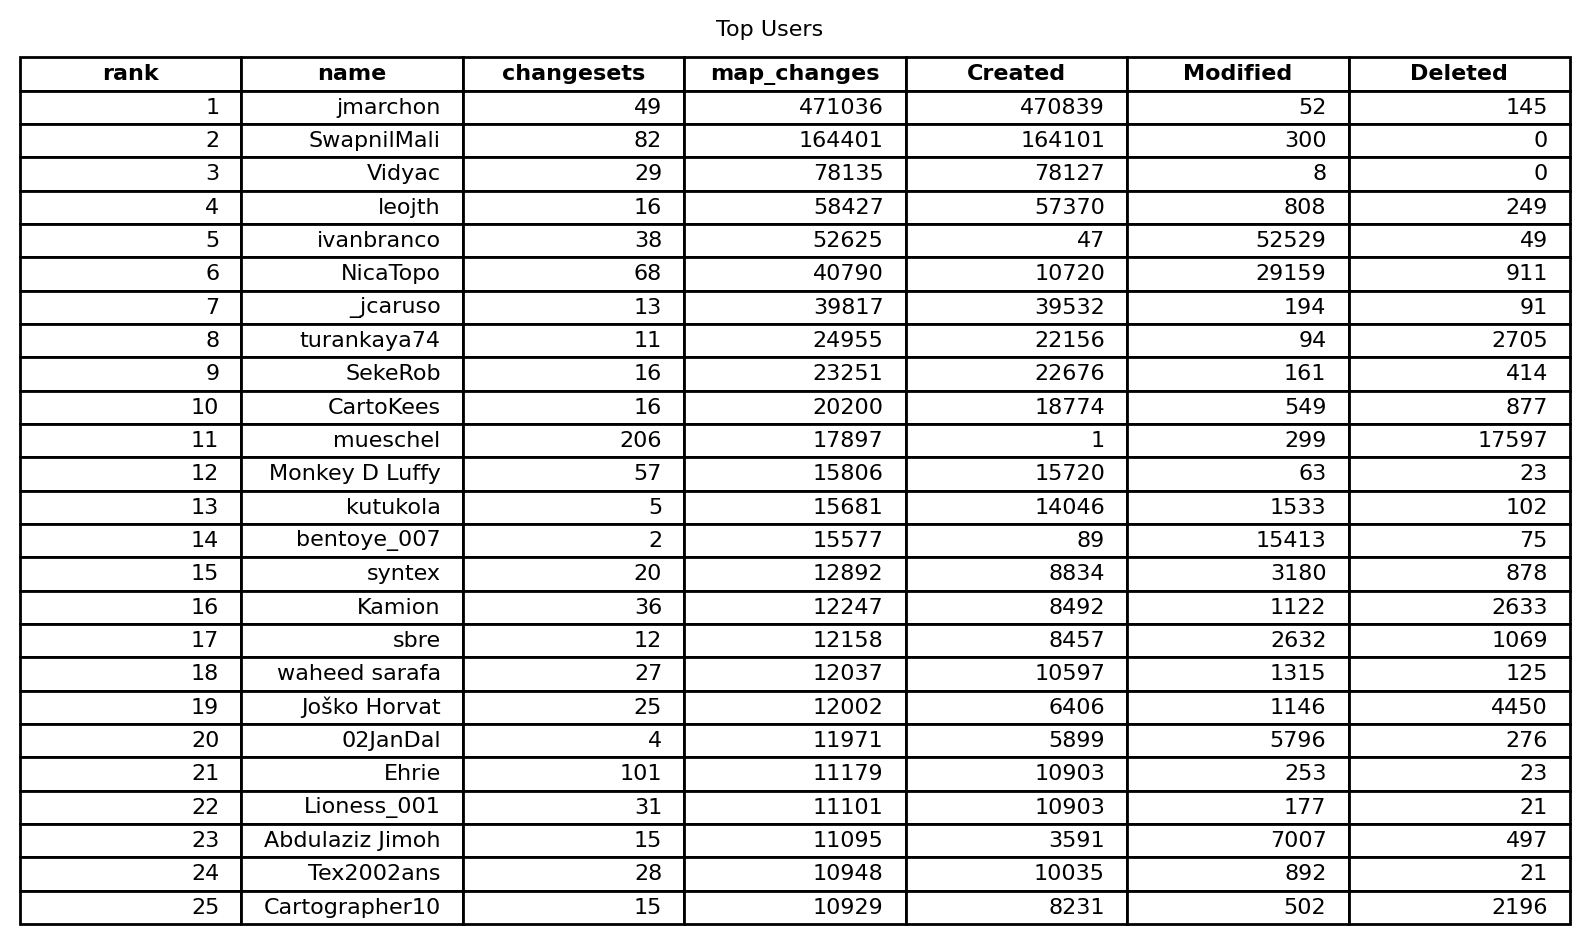 Top Users
rank name changesets map_changes Created Modified Deleted
1 jmarchon 49 471036 470839 52 145
2 SwapnilMali 82 164401 164101 300 0
3 Vidyac 29 78135 78127 8 0
4 leojth 16 58427 57370 808 249
5 ivanbranco 38 52625 47 52529 49
6 NicaTopo 68 40790 10720 29159 911
7 _jcaruso 13 39817 39532 194 91
8 turankaya74 11 24955 22156 94 2705
9 SekeRob 16 23251 22676 161 414
10 CartoKees 16 20200 18774 549 877
11 mueschel 206 17897 1 299 17597
12 Monkey D Luffy 57 15806 15720 63 23
13 kutukola 5 15681 14046 1533 102
14 bentoye_007 2 15577 89 15413 75
15 syntex 20 12892 8834 3180 878
16 Kamion 36 12247 8492 1122 2633
17 sbre 12 12158 8457 2632 1069
18 waheed sarafa 27 12037 10597 1315 125
19 Joško Horvat 25 12002 6406 1146 4450
20 02JanDal 4 11971 5899 5796 276
21 Ehrie 101 11179 10903 253 23
22 Lioness_001 31 11101 10903 177 21
23 Abdulaziz Jimoh 15 11095 3591 7007 497
24 Tex2002ans 28 10948 10035 892 21
25 Cartographer10 15 10929 8231 502 2196